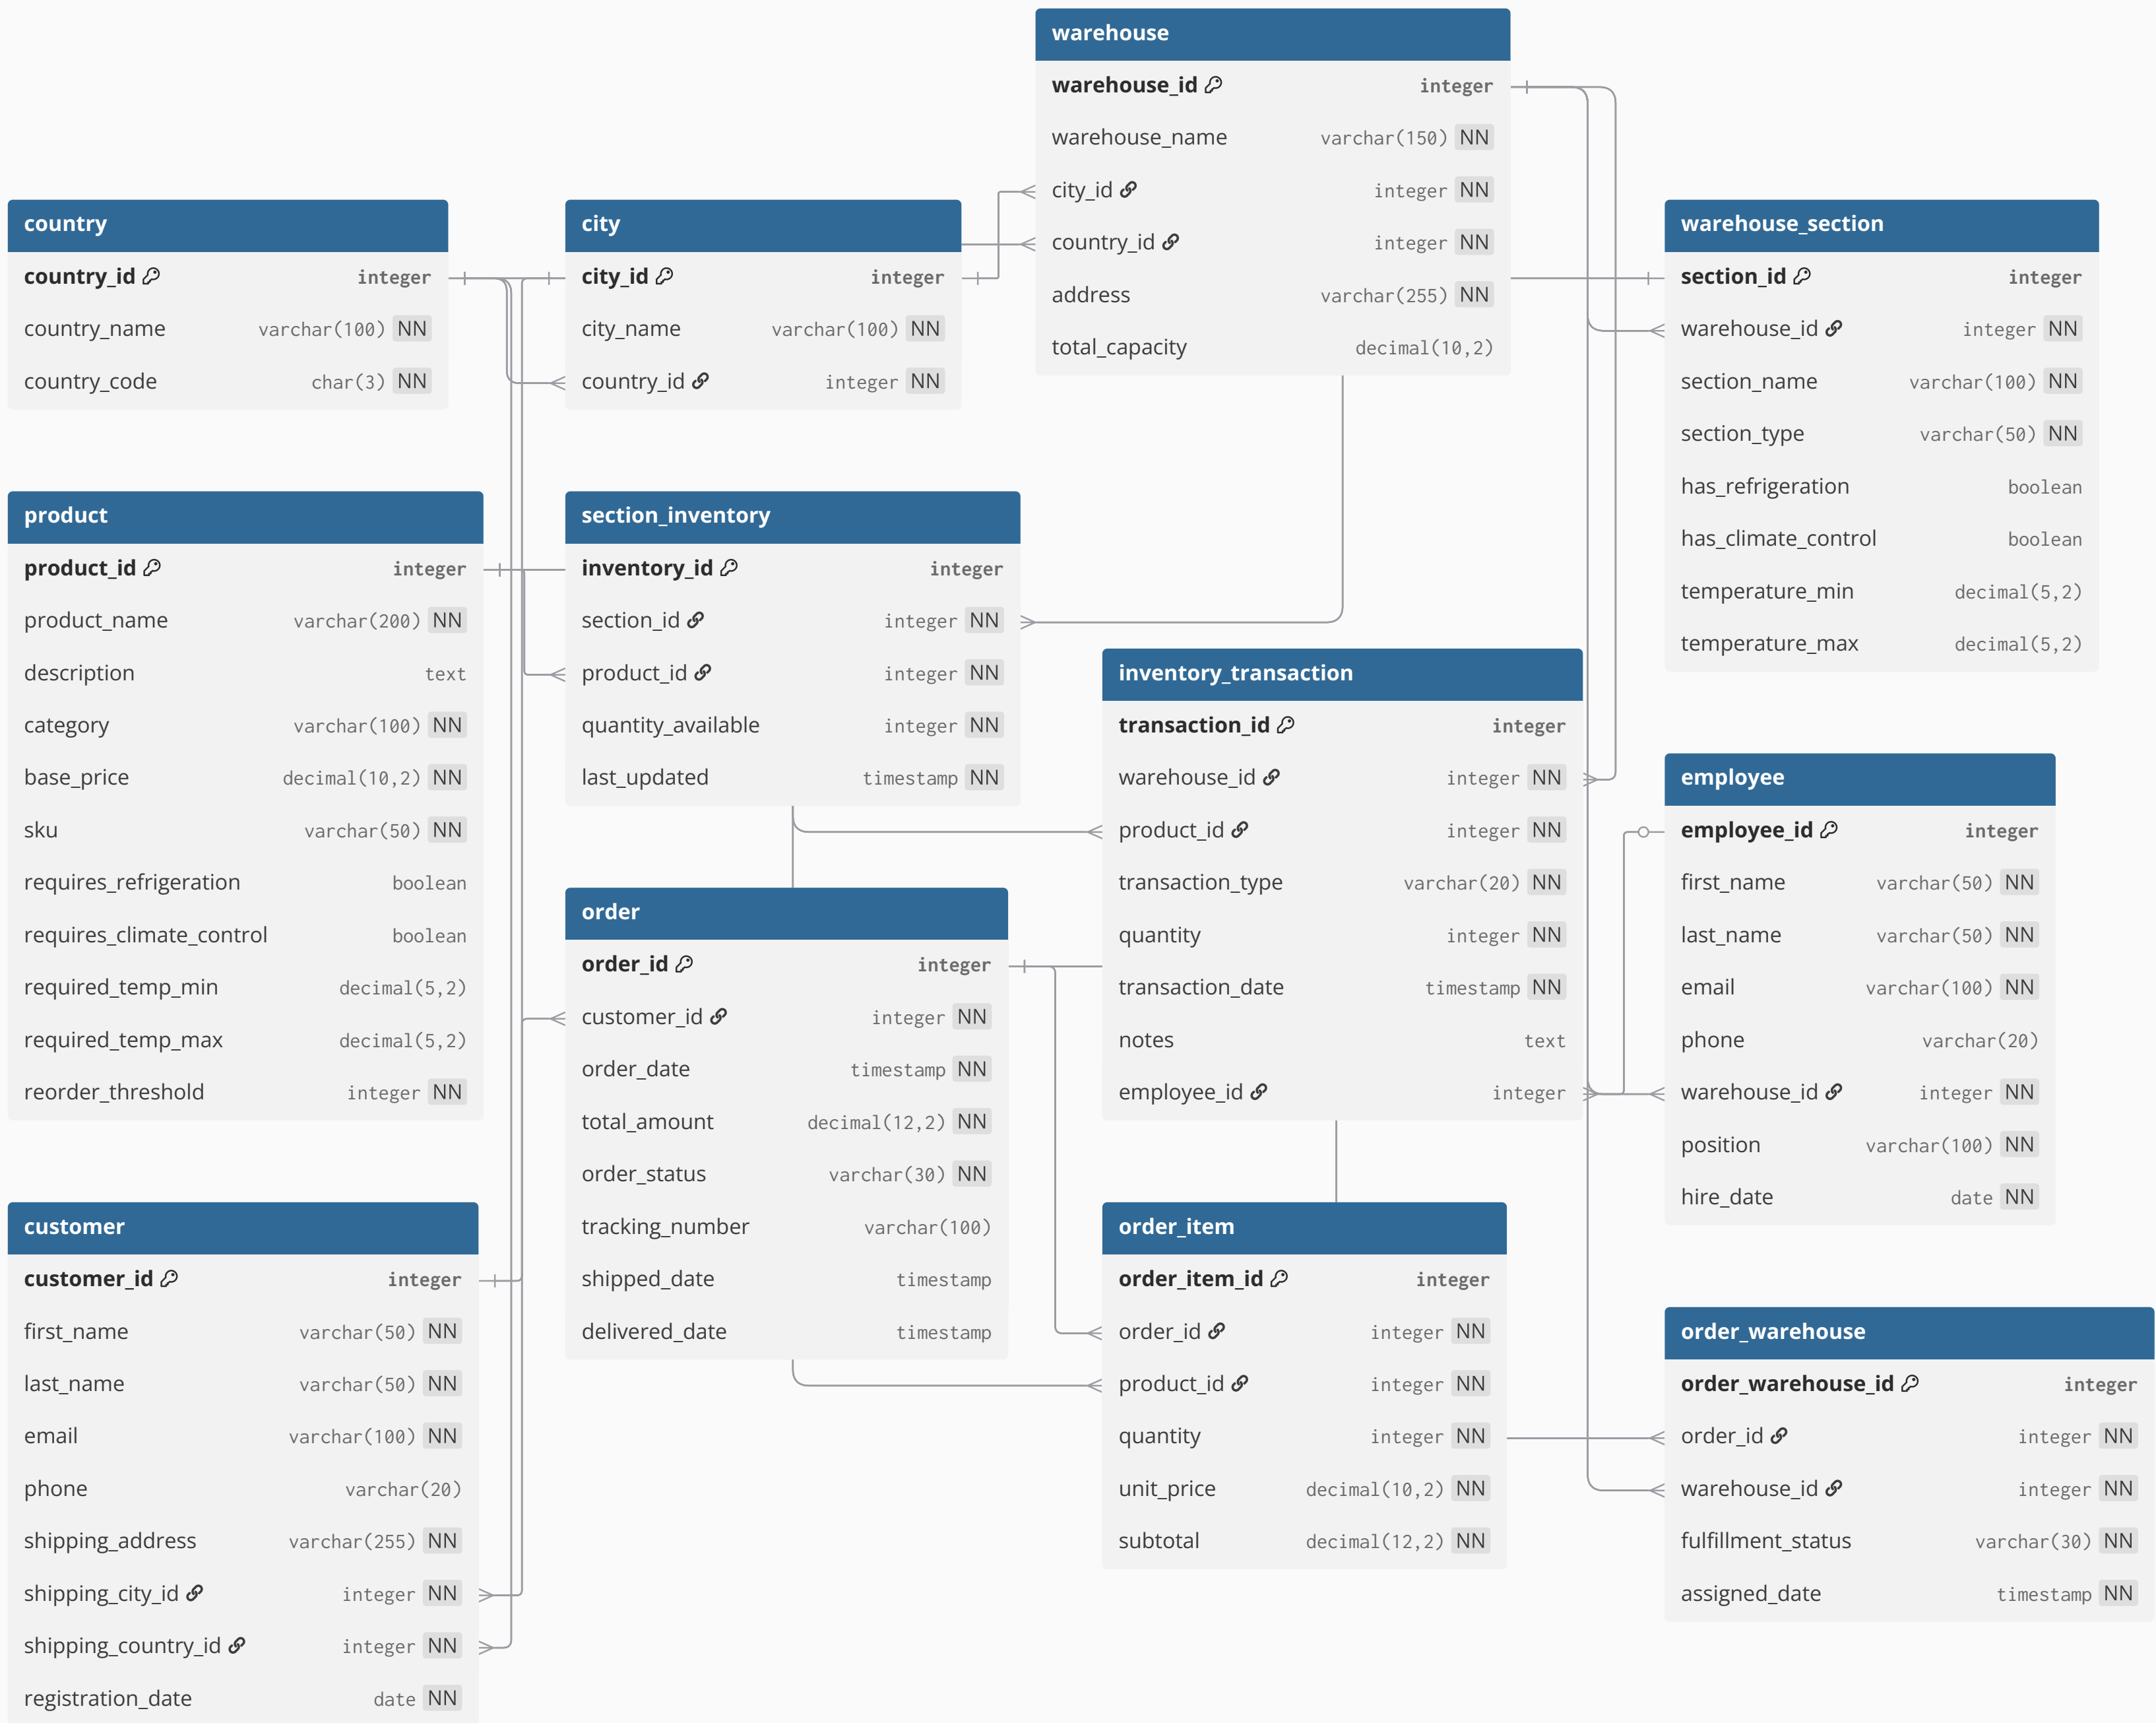 warehouse
warehouse_id integer
warehouse_name varchar(150) NN
city_id integer NN
country_id integer NN
address varchar(255) NN
total_capacity decimal(10,2)
country
country_id integer
country_name varchar(100) NN
country_code char(3) NN
city
city_id integer
city_name varchar(100) NN
country_id integer NN
warehouse_section
section_id integer
warehouse_id integer NN
section_name varchar(100) NN
section_type varchar(50) NN
has_refrigeration boolean
has_climate_control boolean
temperature_min decimal(5,2)
temperature_max decimal(5,2)
product
product_id integer
product_name varchar(200) NN
description text
category varchar(100) NN
base_price decimal(10,2) NN
sku varchar(50) NN
requires_refrigeration boolean
requires_climate_control boolean
required_temp_min decimal(5,2)
required_temp_max decimal(5,2)
reorder_threshold integer NN
section_inventory
inventory_id integer
section_id integer NN
product_id integer NN
quantity_available integer NN
last_updated timestamp NN
inventory_transaction
transaction_id integer
warehouse_id integer NN
product_id integer NN
transaction_type varchar(20) NN
quantity integer NN
transaction_date timestamp NN
notes text
employee_id integer
employee
employee_id integer
first_name varchar(50) NN
last_name varchar(50) NN
email varchar(100) NN
phone varchar(20)
warehouse_id integer NN
position varchar(100) NN
hire_date date NN
order
order_id integer
customer_id integer NN
order_date timestamp NN
total_amount decimal(12,2) NN
order_status varchar(30) NN
tracking_number varchar(100)
shipped_date timestamp
delivered_date timestamp
customer
customer_id integer
first_name varchar(50) NN
last_name varchar(50) NN
email varchar(100) NN
phone varchar(20)
shipping_address varchar(255) NN
shipping_city_id integer NN
shipping_country_id integer NN
registration_date date NN
order_item
order_item_id integer
order_id integer NN
product_id integer NN
quantity integer NN
unit_price decimal(10,2) NN
subtotal decimal(12,2) NN
order_warehouse
order_warehouse_id integer
order_id integer NN
warehouse_id integer NN
fulfillment_status varchar(30) NN
assigned_date timestamp NN